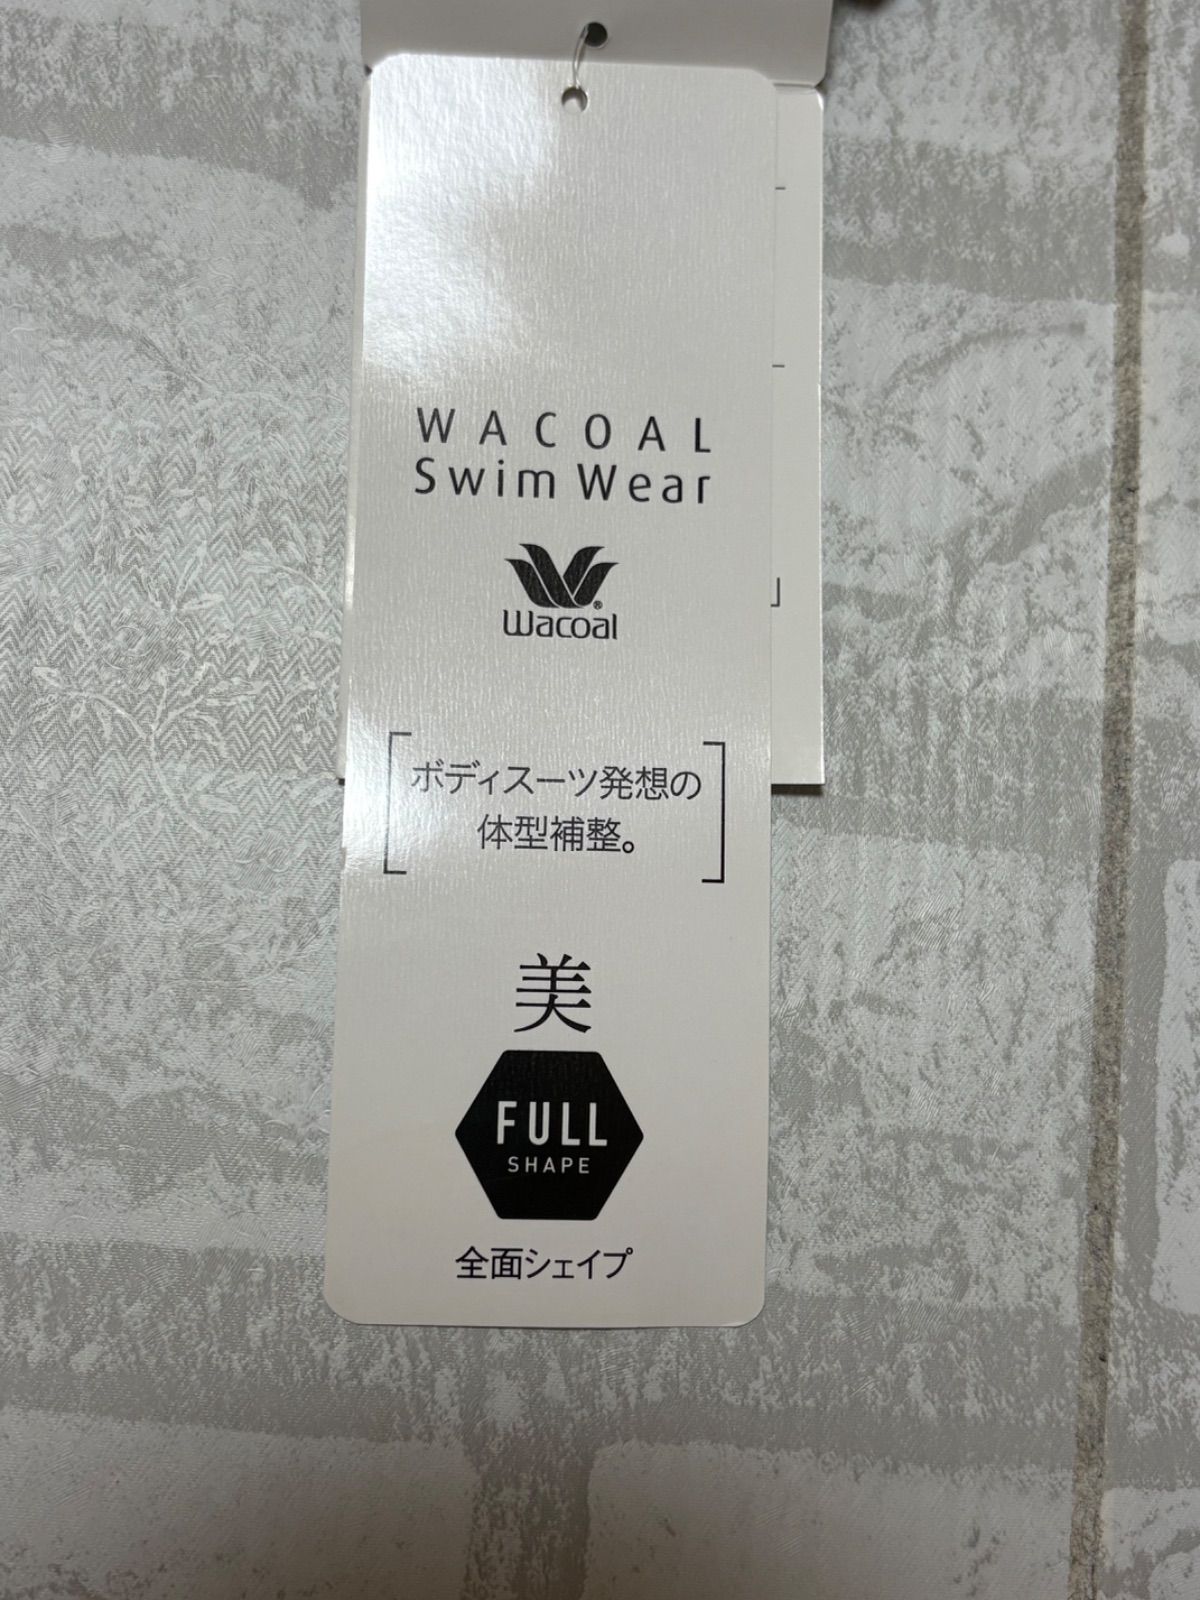 WACOAL
Swim Wear
Wacoal
ボディスーツ発想の
体型補整。
美
FULL
SHAPE
全面シェイプ